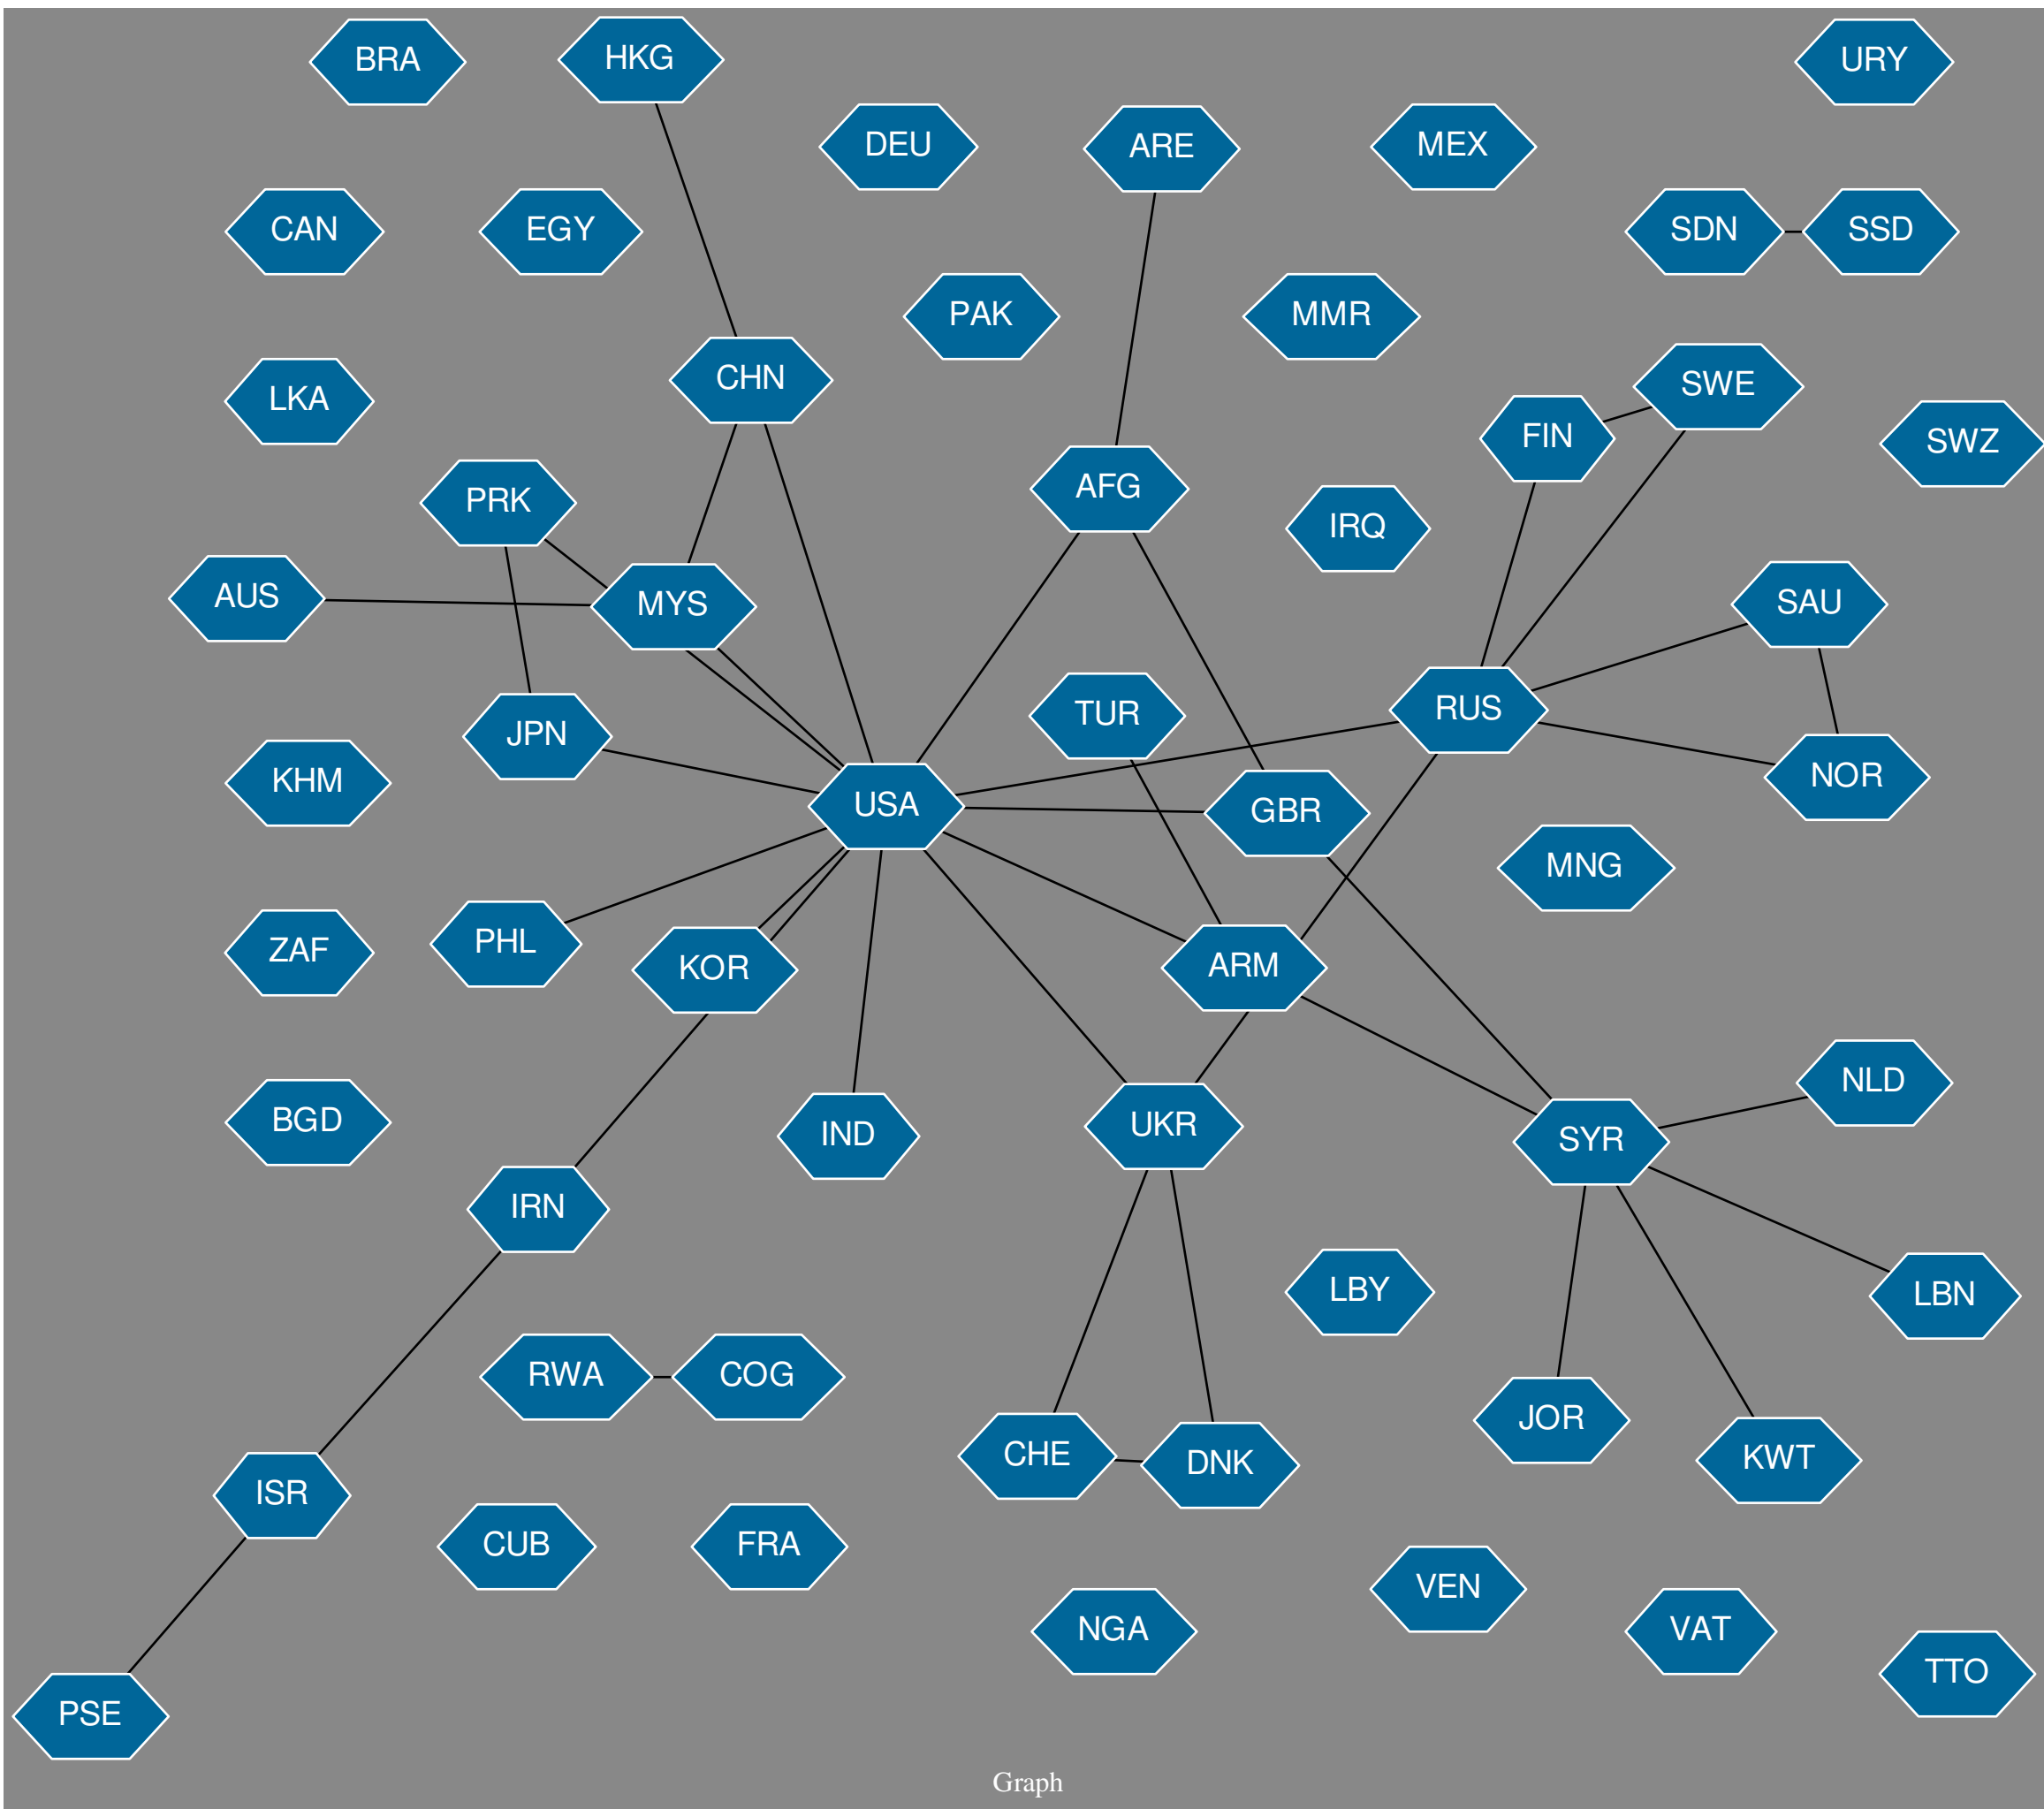 BRA
HKG
URY
DEU
ARE
MEX
CAN
EGY
SDN
SSD
PAK
MMR
CHN
SWE
LKA
FIN
SWZ
PRK
AFG
IRQ
AUS
MYS
SAU
TUR
RUS
JPN
KHM
USA
GBR
NOR
MNG
ZAF
PHL
KOR
ARM
NLD
BGD
IND
UKR
SYR
IRN
LBY
LBN
RWA
COG
JOR
CHE
DNK
KWT
ISR
CUB
FRA
VEN
NGA
VAT
TTO
PSE
Graph